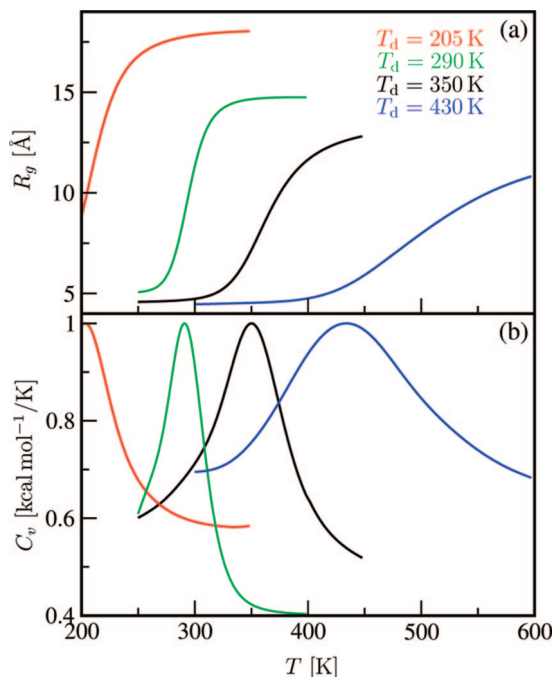 (a)
T_d = 205 K
T_d = 290 K
T_d = 350 K
T_d = 430 K
R_g [Å]
15
10
5
(b)
C_v [kcal mol⁻¹/K]
1
0.8
0.6
0.4
200 300 400 500 600
T [K]